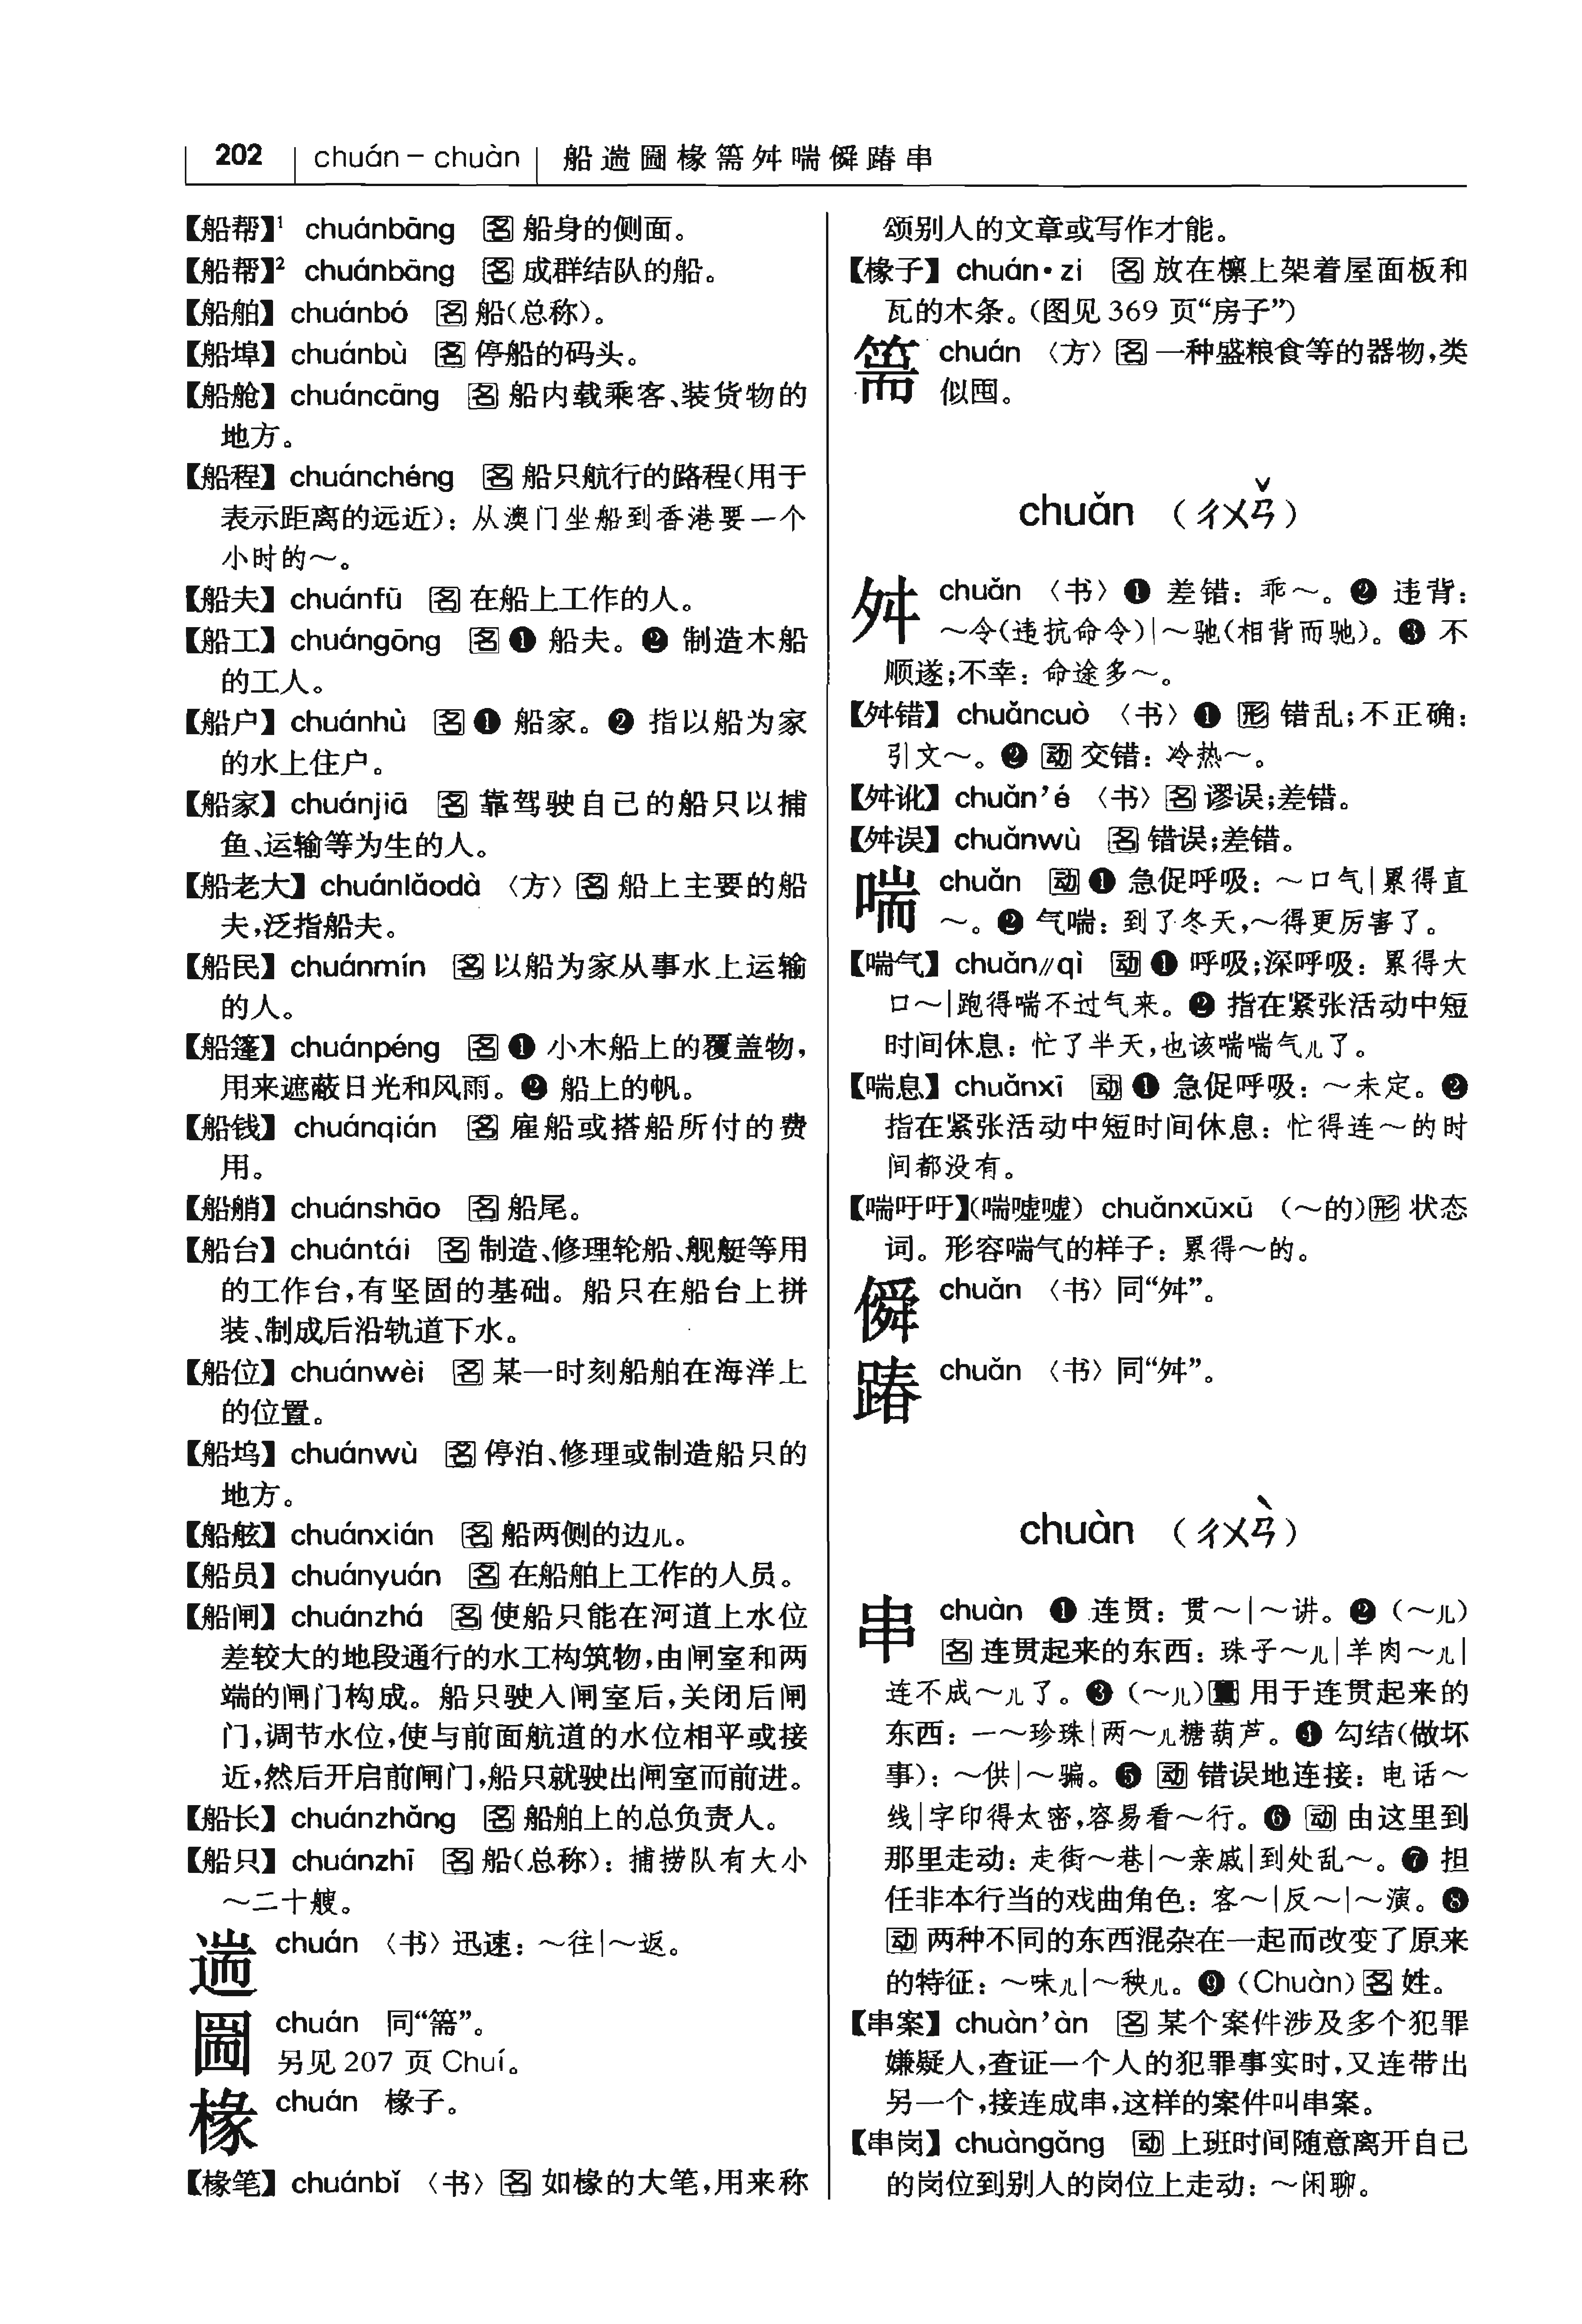 202 chuán－chuàn 船遄圌椽篅舛喘僢踳串
【船帮】¹ chuánbāng 名 船身的侧面。
【船帮】² chuánbāng 名 成群结队的船。
【船舶】 chuánbó 名 船(总称)。
【船埠】 chuánbù 名 停船的码头。
【船舱】 chuáncāng 名 船内载乘客、装货物的
地方。
【船程】 chuánchéng 名 船只航行的路程(用于
表示距离的远近)：从澳门坐船到香港要一个
小时的～。
【船夫】 chuánfū 名 在船上工作的人。
【船工】 chuángōng 名 ❶ 船夫。❷ 制造木船
的工人。
【船户】 chuánhù 名 ❶ 船家。❷ 指以船为家
的水上住户。
【船家】 chuánjiā 名 靠驾驶自己的船只以捕
鱼、运输等为生的人。
【船老大】 chuánlǎodà 〈方〉 名 船上主要的船
夫，泛指船夫。
【船民】 chuánmín 名 以船为家从事水上运输
的人。
【船篷】 chuánpéng 名 ❶ 小木船上的覆盖物，
用来遮蔽日光和风雨。❷ 船上的帆。
【船钱】 chuánqián 名 雇船或搭船所付的费
用。
【船艄】 chuánshāo 名 船尾。
【船台】 chuántái 名 制造、修理轮船、舰艇等用
的工作台，有坚固的基础。船只在船台上拼
装、制成后沿轨道下水。
【船位】 chuánwèi 名 某一时刻船舶在海洋上
的位置。
【船坞】 chuánwù 名 停泊、修理或制造船只的
地方。
【船舷】 chuánxián 名 船两侧的边儿。
【船员】 chuányuán 名 在船舶上工作的人员。
【船闸】 chuánzhá 名 使船只能在河道上水位
差较大的地段通行的水工构筑物，由闸室和两
端的闸门构成。船只驶入闸室后，关闭后闸
门，调节水位，使与前面航道的水位相平或接
近，然后开启前闸门，船只就驶出闸室而前进。
【船长】 chuánzhǎng 名 船舶上的总负责人。
【船只】 chuánzhī 名 船(总称)：捕捞队有大小
～二十艘。
遄 chuán 〈书〉迅速：～往|～返。
圌 chuán 同“篅”。
另见 207 页 Chuí。
椽 chuán 椽子。
【椽笔】 chuánbǐ 〈书〉 名 如椽的大笔，用来称
颂别人的文章或写作才能。
【椽子】 chuán·zi 名 放在檩上架着屋面板和
瓦的木条。(图见 369 页“房子”)
篅 chuán 〈方〉 名 一种盛粮食等的器物，类
似囤。
chuǎn （ㄔㄨㄢˇ）
舛 chuǎn 〈书〉❶ 差错：乖～。❷ 违背：
～令(违抗命令)|～驰(相背而驰)。❸ 不
顺遂；不幸：命途多～。
【舛错】 chuǎncuò 〈书〉❶ 形 错乱；不正确：
引文～。❷ 动 交错：冷热～。
【舛讹】 chuǎn'é 〈书〉 名 谬误；差错。
【舛误】 chuǎnwù 名 错误；差错。
喘 chuǎn 动 ❶ 急促呼吸：～口气|累得直
～。❷ 气喘：到了冬天，～得更厉害了。
【喘气】 chuǎn//qì 动 ❶ 呼吸；深呼吸：累得大
口～|跑得喘不过气来。❷ 指在紧张活动中短
时间休息：忙了半天，也该喘喘气儿了。
【喘息】 chuǎnxī 动 ❶ 急促呼吸：～未定。❷
指在紧张活动中短时间休息：忙得连～的时
间都没有。
【喘吁吁】(喘嘘嘘) chuǎnxūxū (～的) 形 状态
词。形容喘气的样子：累得～的。
僢 chuǎn 〈书〉同“舛”。
踳 chuǎn 〈书〉同“舛”。
chuàn （ㄔㄨㄢˋ）
串 chuàn ❶ 连贯：贯～|～讲。❷ (～儿)
名 连贯起来的东西：珠子～儿|羊肉～儿|
连不成～儿了。❸ (～儿) 量 用于连贯起来的
东西：一～珍珠|两～儿糖葫芦。❹ 勾结(做坏
事)：～供|～骗。❺ 动 错误地连接：电话～
线|字印得太密，容易看～行。❻ 动 由这里到
那里走动：走街～巷|～亲戚|到处乱～。❼ 担
任非本行当的戏曲角色：客～|反～|～演。❽
动 两种不同的东西混杂在一起而改变了原来
的特征：～味儿|～秧儿。❾ (Chuàn) 名 姓。
【串案】 chuàn'àn 名 某个案件涉及多个犯罪
嫌疑人，查证一个人的犯罪事实时，又连带出
另一个，接连成串，这样的案件叫串案。
【串岗】 chuàngǎng 动 上班时间随意离开自己
的岗位到别人的岗位上走动：～闲聊。